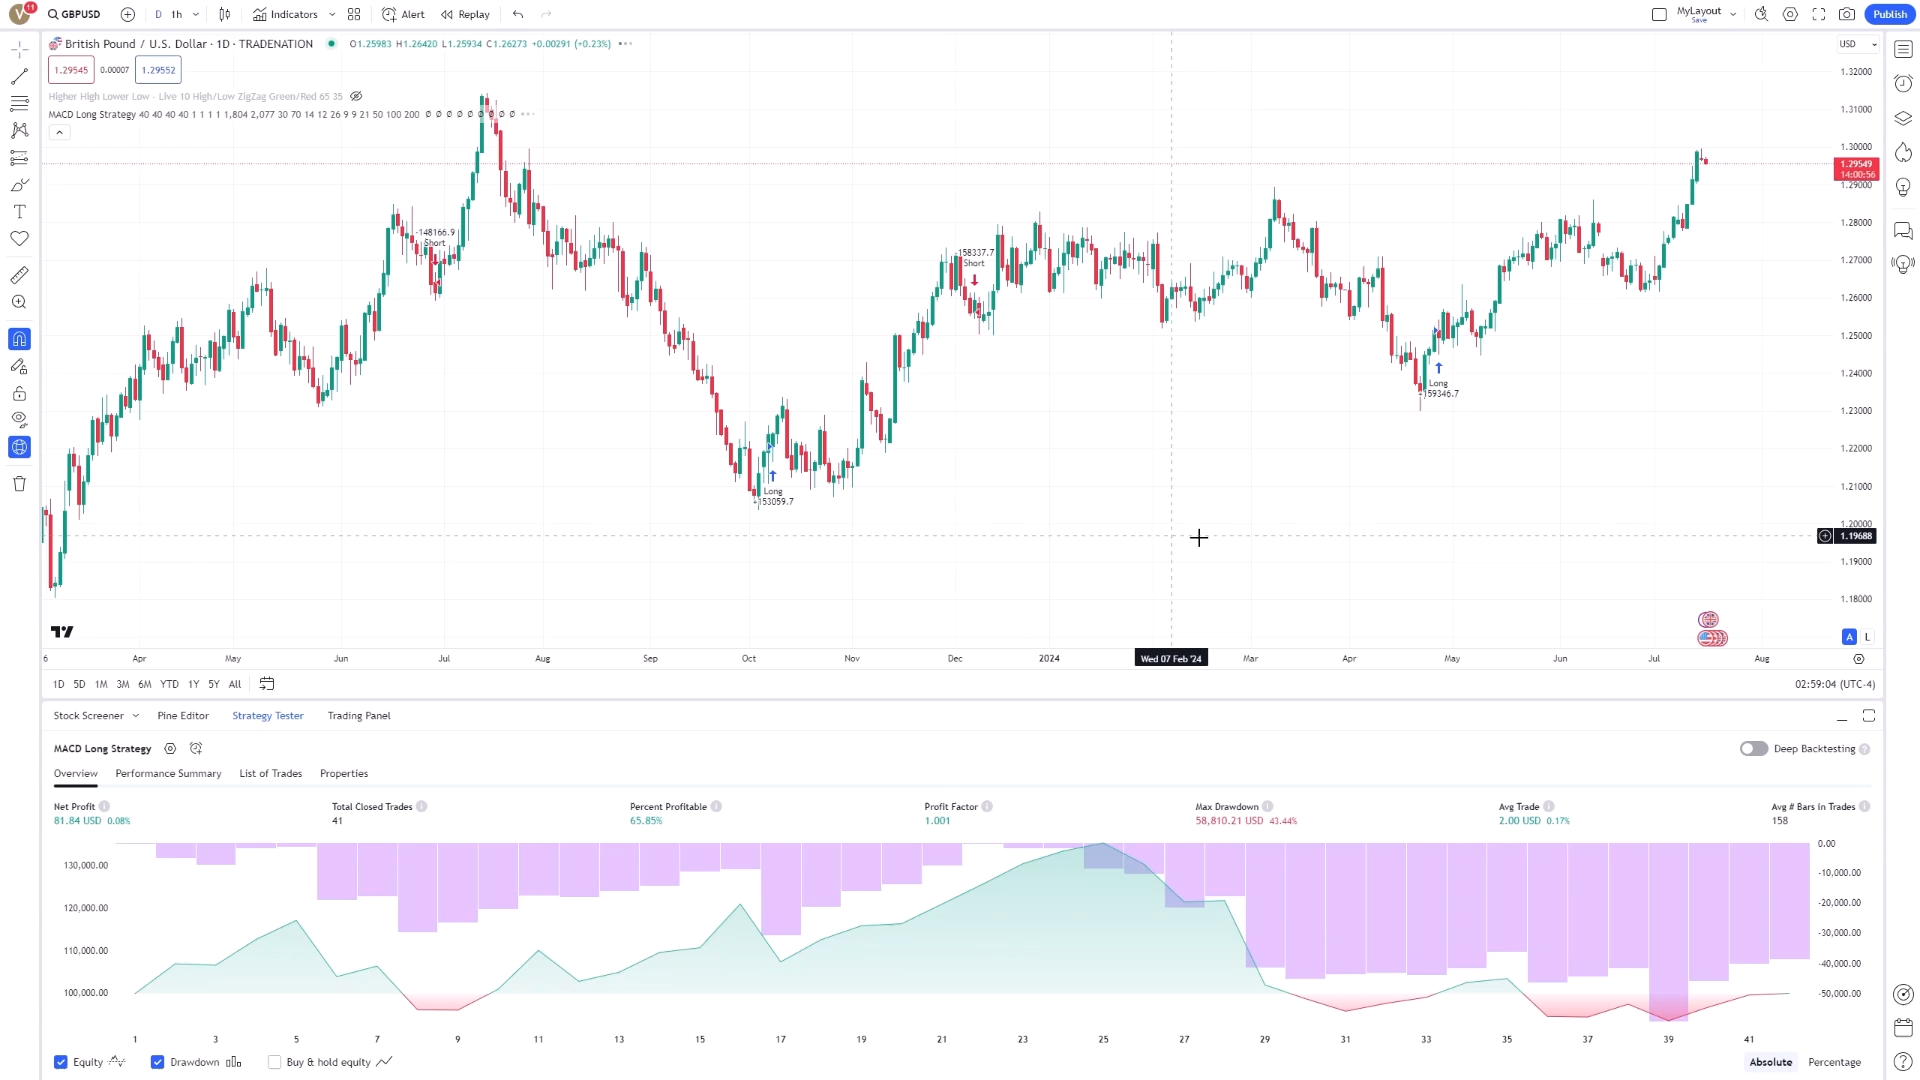 V 11 GBPUSD D 1h Indicators Alert Replay MyLayout Save Publish
British Pound / U.S. Dollar · 1D · TRADENATION O1.25983 H1.26420 L1.25934 C1.26273 +0.00291 (+0.23%)
USD
1.29545 0.00007 1.29552
1.32000
Higher High Lower Low - Live 10 High/Low ZigZag Green/Red 65 35
MACD Long Strategy 40 40 40 40 1 1 1 1 1,804 2,077 30 70 14 12 26 9 9 21 50 100 200 Ø Ø Ø Ø Ø Ø Ø Ø Ø
1.31000
1.30000
1.29549
14:00:56
1.29000
1.28000
-148166.9
Short
-158337.7
Short
1.27000
1.26000
1.25000
1.24000
Long
+159346.7
1.23000
1.22000
1.21000
Long
+153059.7
1.20000
1.19688
1.19000
1.18000
A L
6 Apr May Jun Jul Aug Sep Oct Nov Dec 2024 Wed 07 Feb '24 Mar Apr May Jun Jul Aug
1D 5D 1M 3M 6M YTD 1Y 5Y All 02:59:04 (UTC-4)
Stock Screener Pine Editor Strategy Tester Trading Panel
MACD Long Strategy Deep Backtesting
Overview Performance Summary List of Trades Properties
Net Profit Total Closed Trades Percent Profitable Profit Factor Max Drawdown Avg Trade Avg # Bars in Trades
81.84 USD 0.08% 41 65.85% 1.001 58,810.21 USD 43.44% 2.00 USD 0.17% 158
0.00
130,000.00
-10,000.00
120,000.00
-20,000.00
-30,000.00
110,000.00
-40,000.00
100,000.00
-50,000.00
1 3 5 7 9 11 13 15 17 19 21 23 25 27 29 31 33 35 37 39 41
Equity Drawdown Buy & hold equity Absolute Percentage